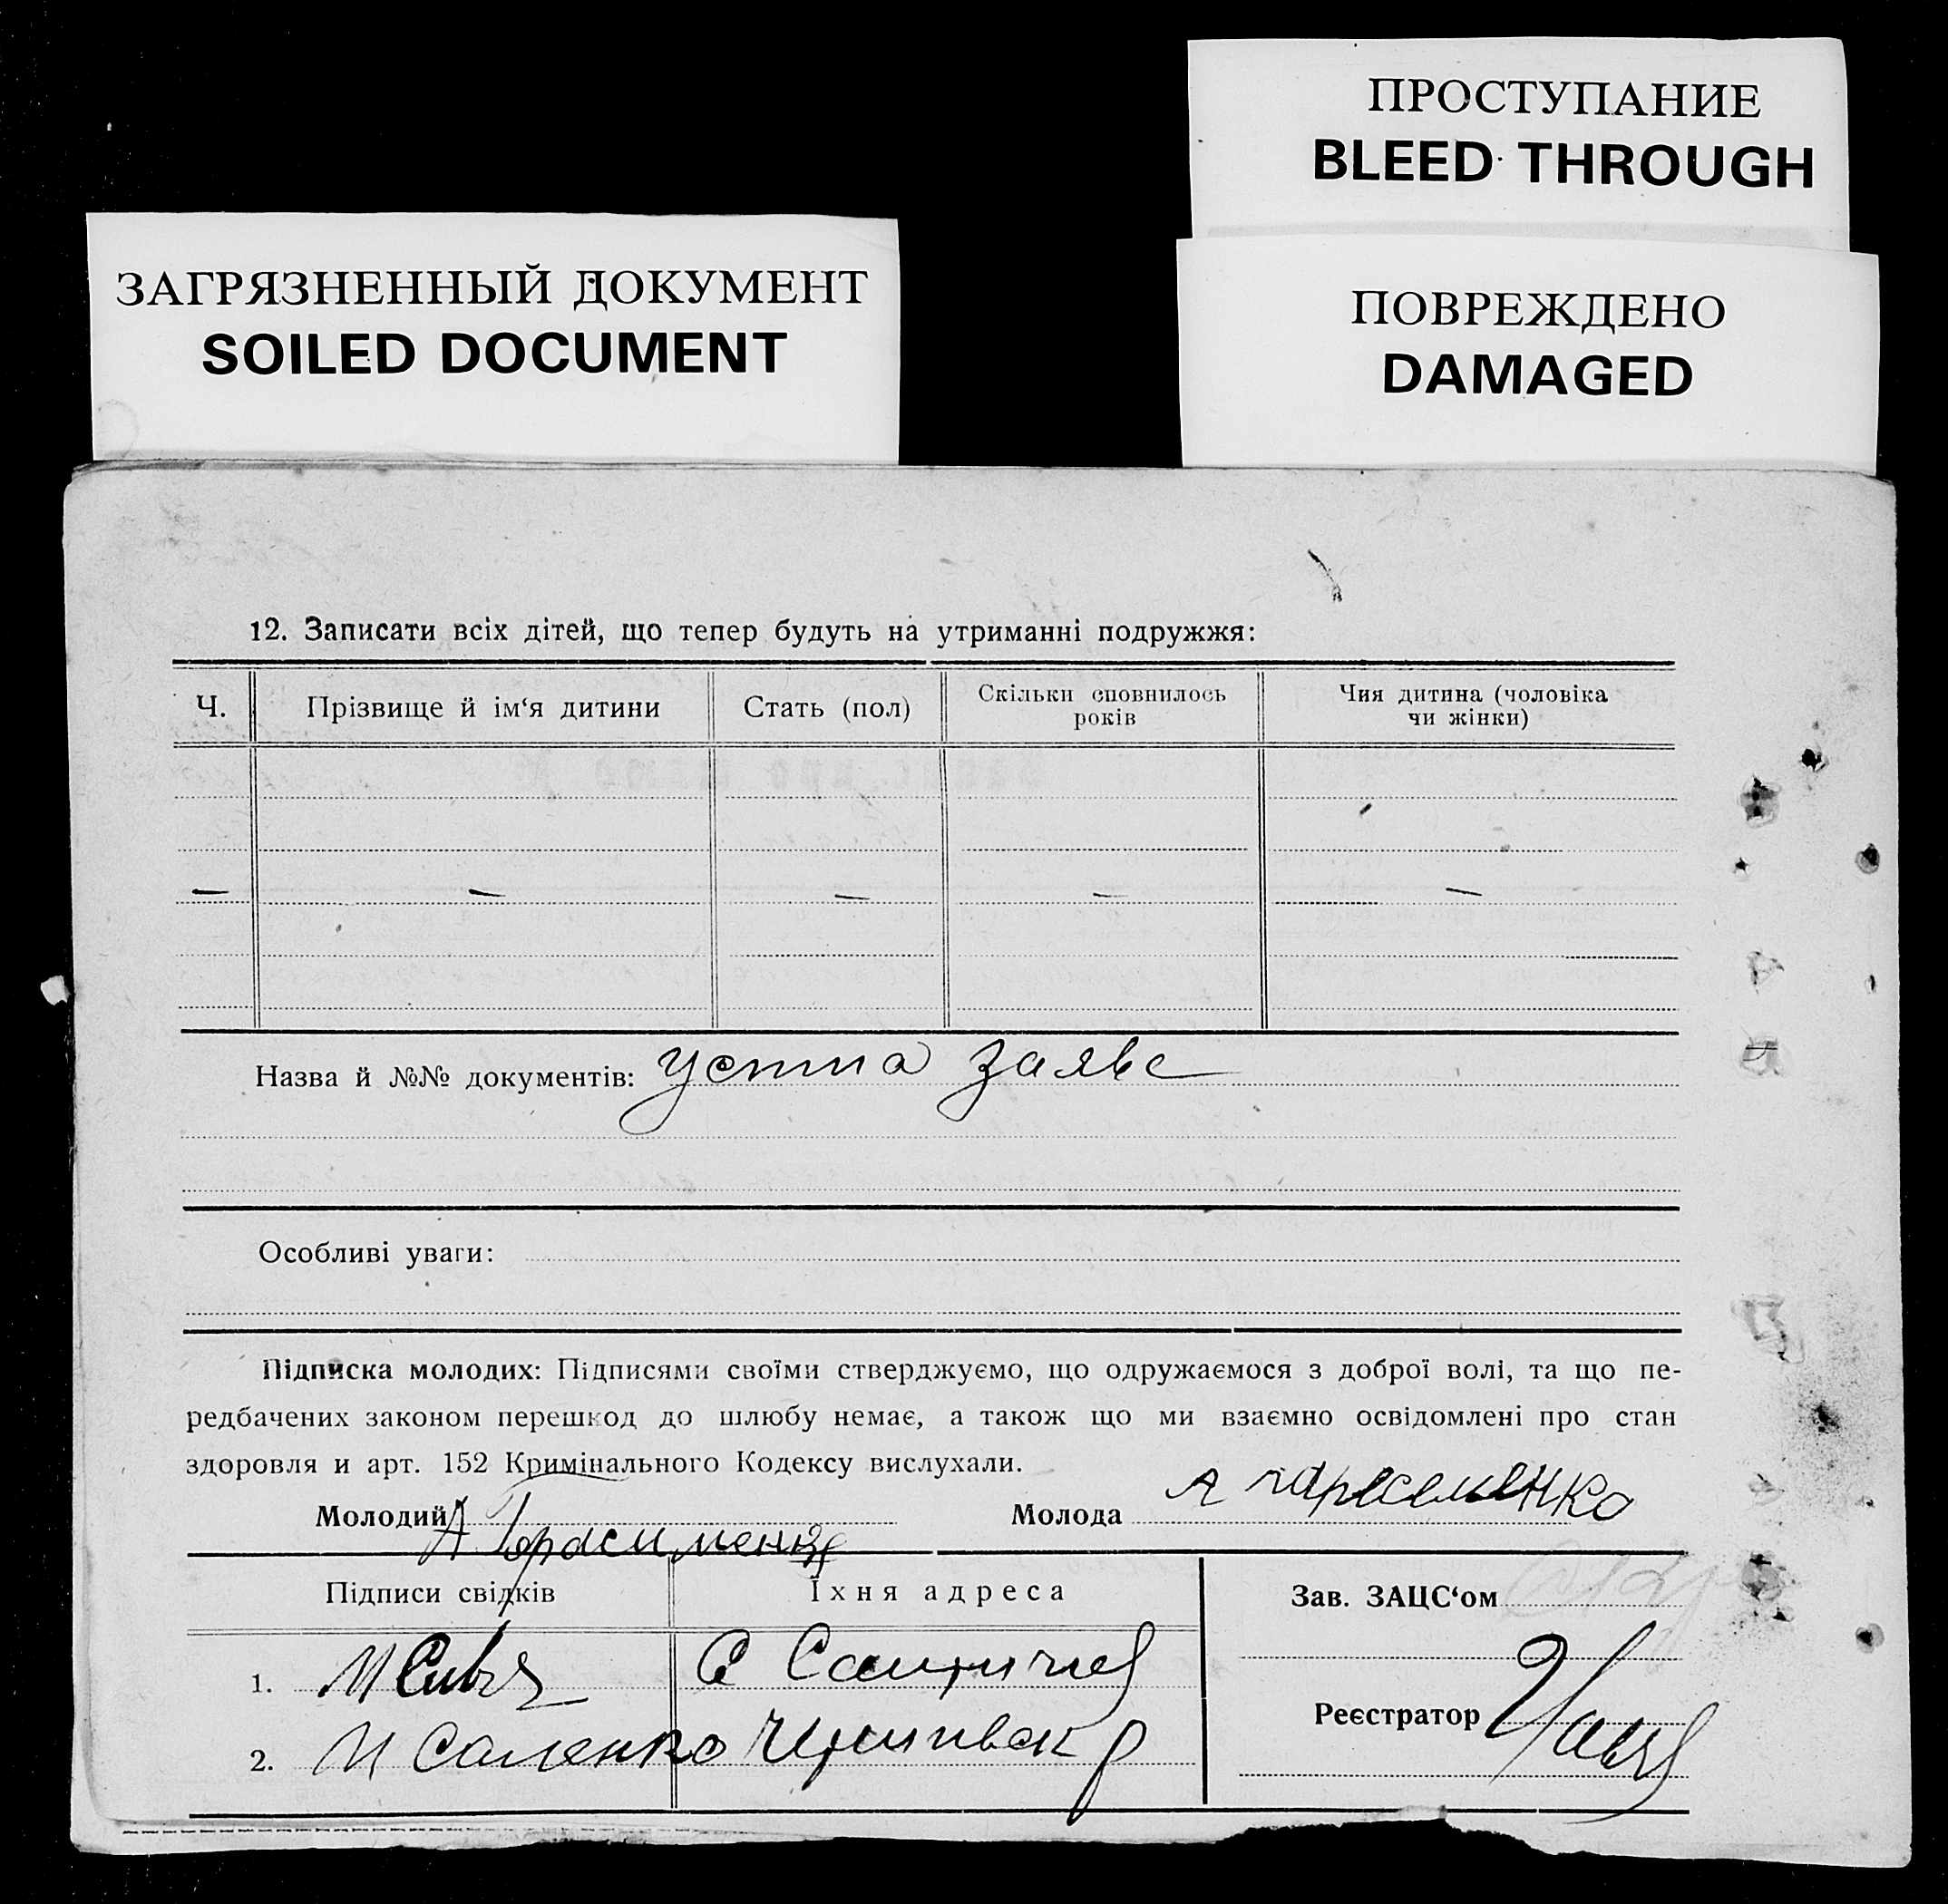 ПРОСТУПАНИЕ
BLEED THROUGH
ЗАГРЯЗНЕННЫЙ ДОКУМЕНТ
SOILED DOCUMENT
ПОВРЕЖДЕНО
DAMAGED
12. Записати всіх дітей, що тепер будуть на утриманні подружжя:
Ч. Прізвище й ім‘я дитини Стать (пол) Скільки сповнилось років Чия дитина (чоловіка чи жінки)
— — — — —
Назва й №№ документів: устна заява
Особливі уваги:
Підписка молодих: Підписями своїми стверджуємо, що одружаємося з доброї волі, та що пе-
редбачених законом перешкод до шлюбу немає, а також що ми взаємно освідомлені про стан
здоровля и арт. 152 Кримінального Кодексу вислухали.
Молодий А Молода А
Підписи свідків Їхня адреса Зав. ЗАЦС‘ом
1. М С
Реєстратор
2. М Саленко